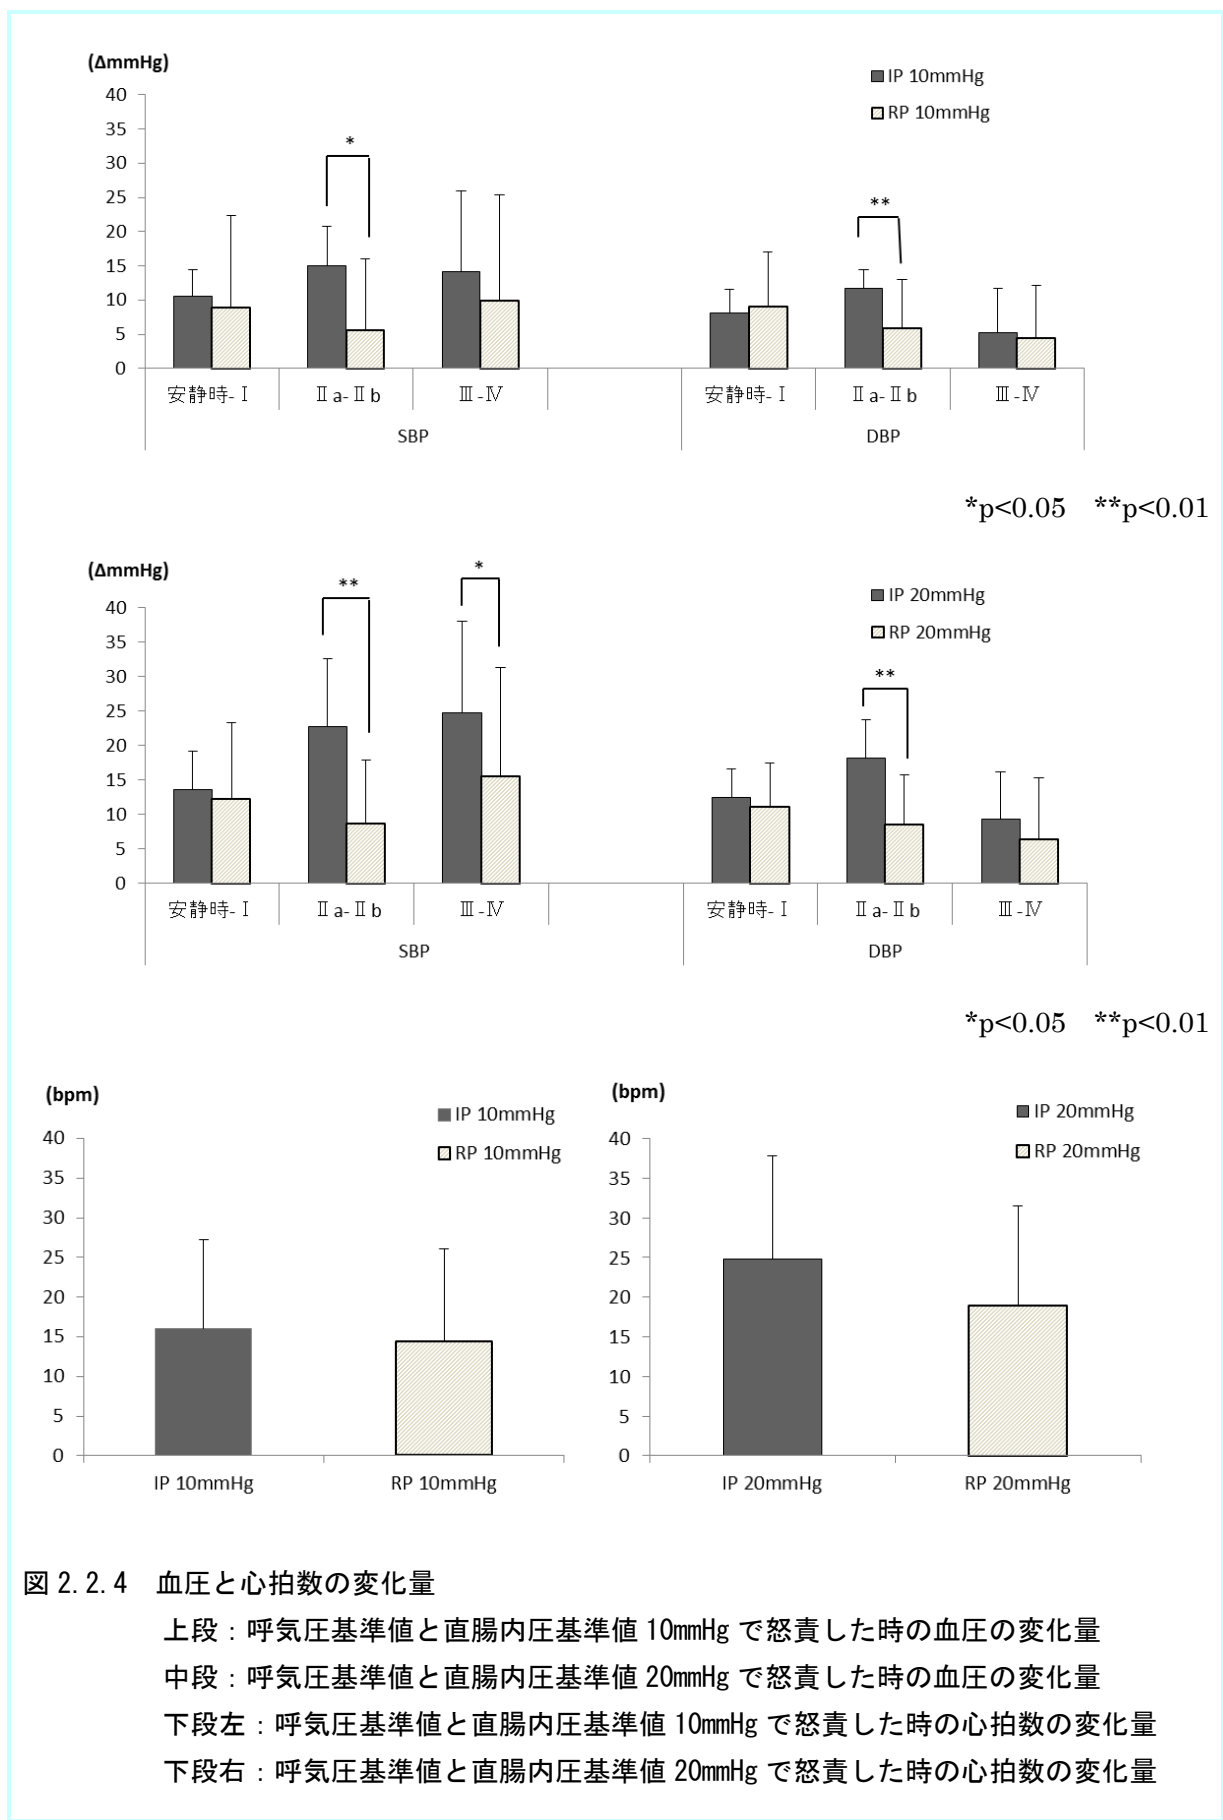 (ΔmmHg)
IP 10mmHg
RP 10mmHg
40
35
30
25
20
15
10
5
0
*
**
安静時-Ⅰ Ⅱa-Ⅱb Ⅲ-Ⅳ 安静時-Ⅰ Ⅱa-Ⅱb Ⅲ-Ⅳ
SBP DBP
*p<0.05 **p<0.01
(ΔmmHg)
IP 20mmHg
RP 20mmHg
40
35
30
25
20
15
10
5
0
**
*
**
安静時-Ⅰ Ⅱa-Ⅱb Ⅲ-Ⅳ 安静時-Ⅰ Ⅱa-Ⅱb Ⅲ-Ⅳ
SBP DBP
*p<0.05 **p<0.01
(bpm)
IP 10mmHg
RP 10mmHg
40
35
30
25
20
15
10
5
0
IP 10mmHg RP 10mmHg
(bpm)
IP 20mmHg
RP 20mmHg
40
35
30
25
20
15
10
5
0
IP 20mmHg RP 20mmHg
図 2.2.4 血圧と心拍数の変化量
上段：呼気圧基準値と直腸内圧基準値 10mmHg で怒責した時の血圧の変化量
中段：呼気圧基準値と直腸内圧基準値 20mmHg で怒責した時の血圧の変化量
下段左：呼気圧基準値と直腸内圧基準値 10mmHg で怒責した時の心拍数の変化量
下段右：呼気圧基準値と直腸内圧基準値 20mmHg で怒責した時の心拍数の変化量